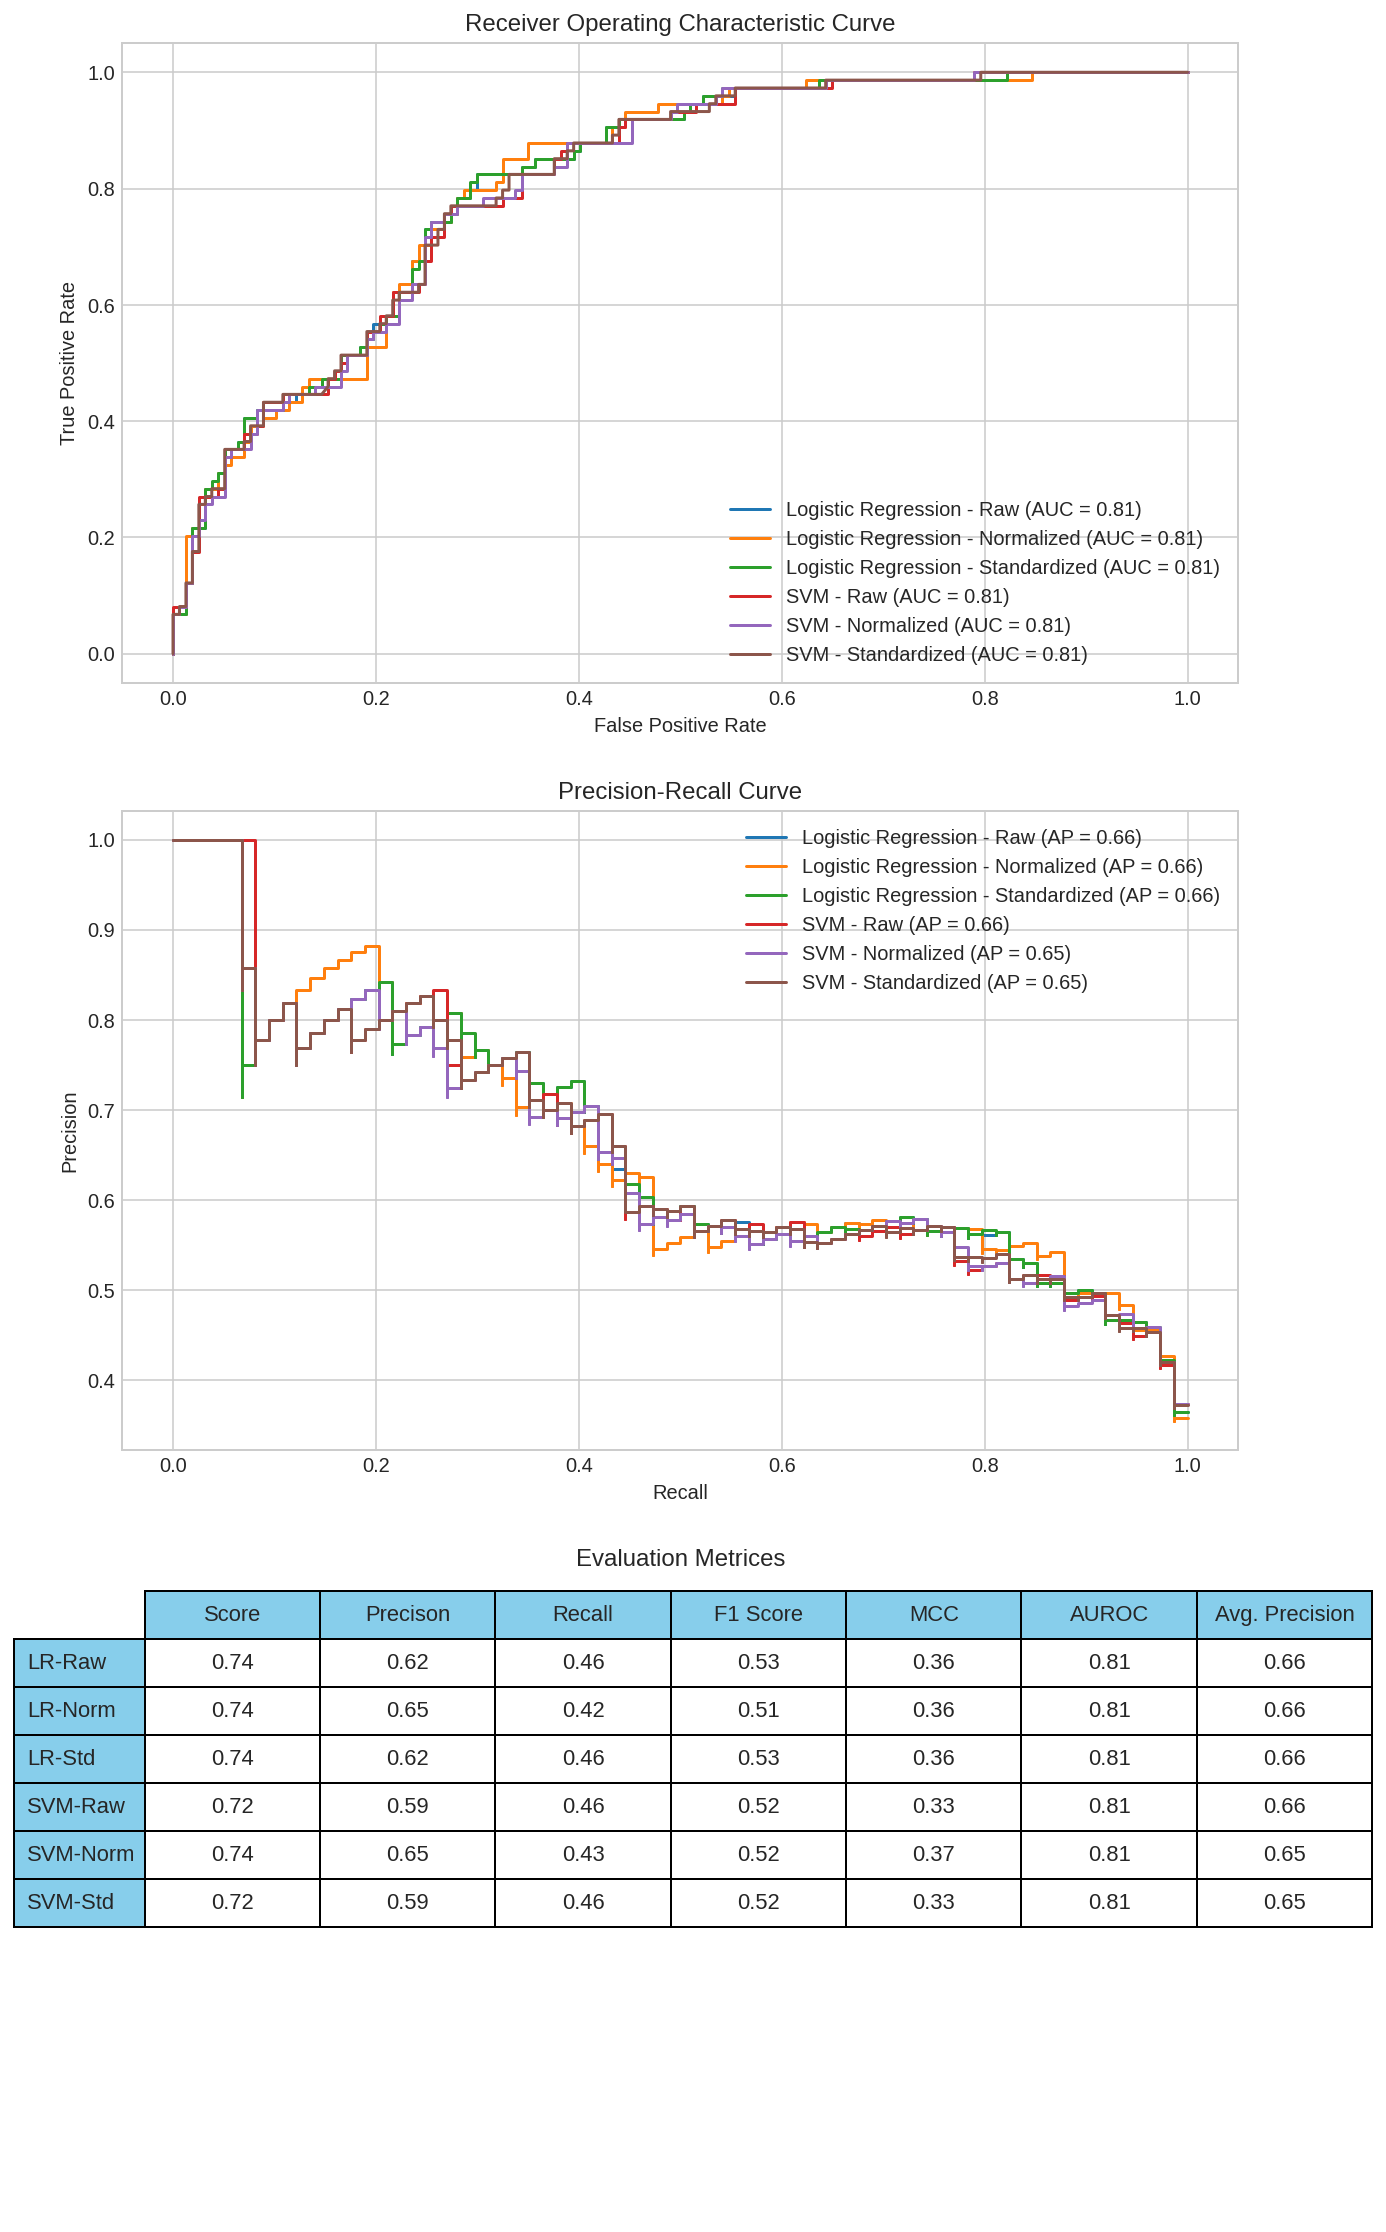 Receiver Operating Characteristic Curve
1.0
0.8
0.6
0.4
0.2
0.0
True Positive Rate
Logistic Regression - Raw (AUC = 0.81)
Logistic Regression - Normalized (AUC = 0.81)
Logistic Regression - Standardized (AUC = 0.81)
SVM - Raw (AUC = 0.81)
SVM - Normalized (AUC = 0.81)
SVM - Standardized (AUC = 0.81)
0.0 0.2 0.4 0.6 0.8 1.0
False Positive Rate
Precision-Recall Curve
1.0
0.9
0.8
0.7
0.6
0.5
0.4
Precision
Logistic Regression - Raw (AP = 0.66)
Logistic Regression - Normalized (AP = 0.66)
Logistic Regression - Standardized (AP = 0.66)
SVM - Raw (AP = 0.66)
SVM - Normalized (AP = 0.65)
SVM - Standardized (AP = 0.65)
0.0 0.2 0.4 0.6 0.8 1.0
Recall
Evaluation Metrices
Score Precison Recall F1 Score MCC AUROC Avg. Precision
LR-Raw 0.74 0.62 0.46 0.53 0.36 0.81 0.66
LR-Norm 0.74 0.65 0.42 0.51 0.36 0.81 0.66
LR-Std 0.74 0.62 0.46 0.53 0.36 0.81 0.66
SVM-Raw 0.72 0.59 0.46 0.52 0.33 0.81 0.66
SVM-Norm 0.74 0.65 0.43 0.52 0.37 0.81 0.65
SVM-Std 0.72 0.59 0.46 0.52 0.33 0.81 0.65